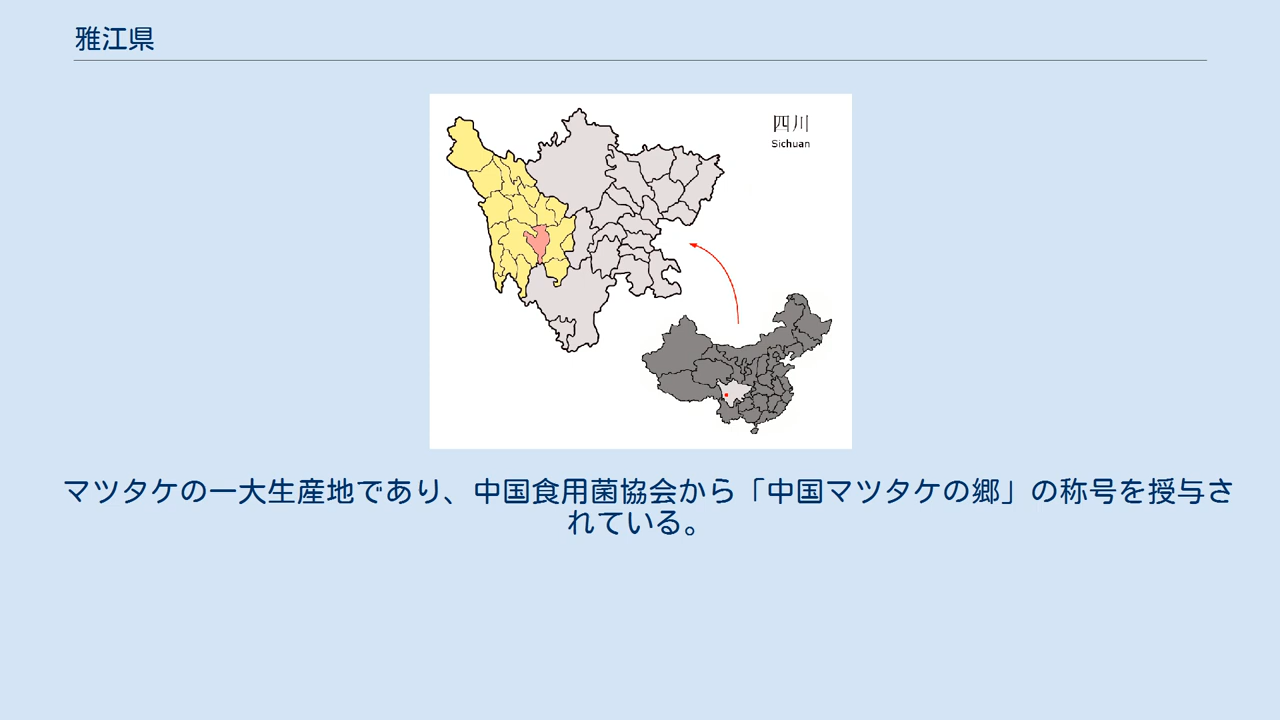 雅江県
四川
Sichuan
マツタケの一大生産地であり、中国食用菌協会から「中国マツタケの郷」の称号を授与さ
れている。